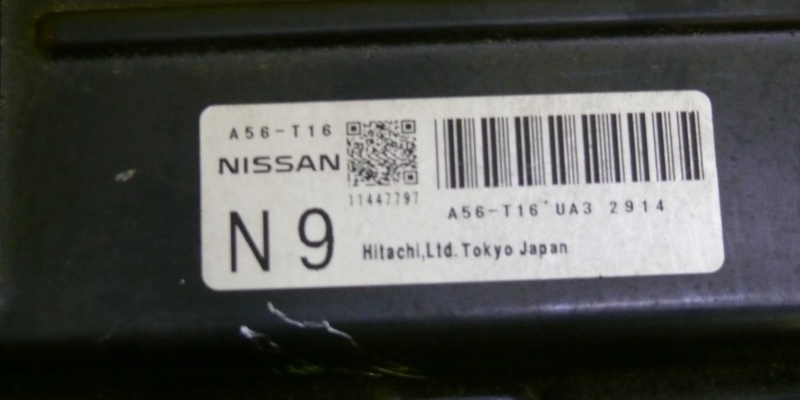 A56-T16
NISSAN
11447797
N9
A56-T16 UA3 2914
Hitachi,Ltd. Tokyo Japan